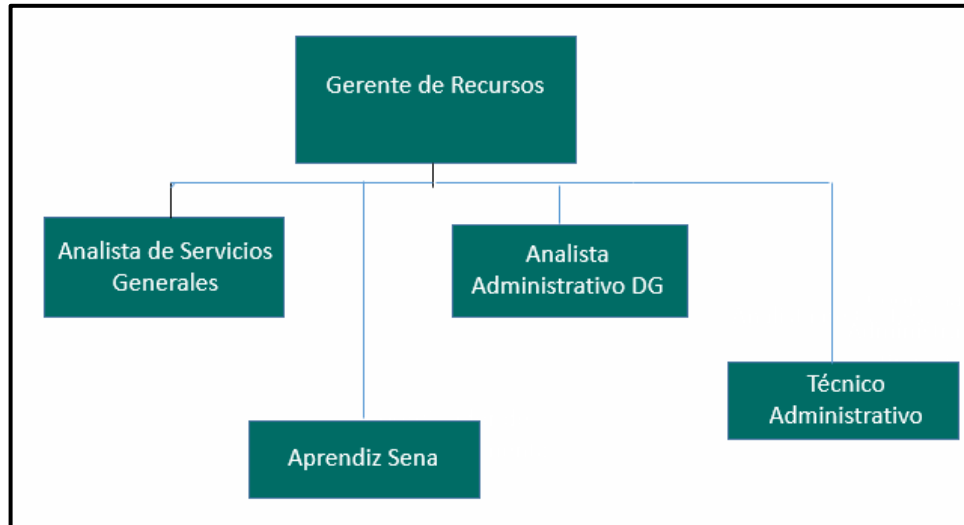 Gerente de Recursos
Analista de Servicios
Generales
Analista
Administrativo DG
Técnico
Administrativo
Aprendiz Sena